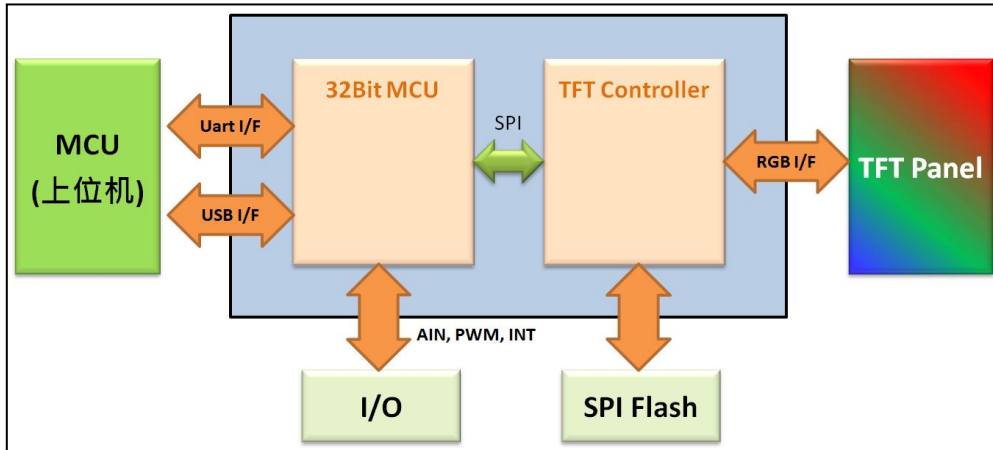 MCU
(上位机)
Uart I/F
USB I/F
32Bit MCU
SPI
TFT Controller
RGB I/F
TFT Panel
AIN, PWM, INT
I/O
SPI Flash